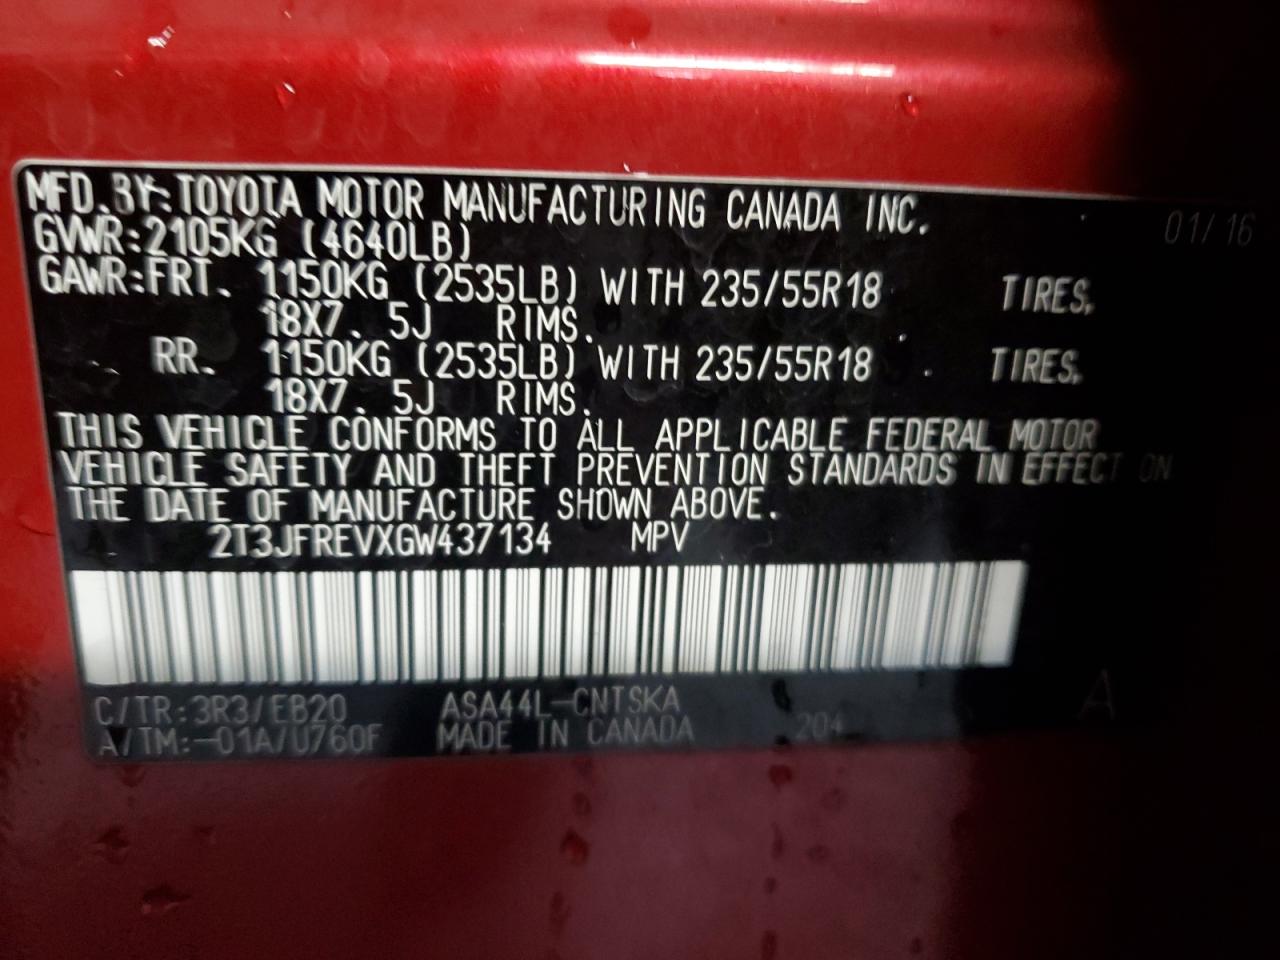 MFD. BY: TOYOTA MOTOR MANUFACTURING CANADA INC. 01/16
GVWR: 2105KG (4640LB)
GAWR: FRT. 1150KG (2535LB) WITH 235/55R18 TIRES,
18X7. 5J RIMS.
RR. 1150KG (2535LB) WITH 235/55R18 TIRES,
18X7. 5J RIMS.
THIS VEHICLE CONFORMS TO ALL APPLICABLE FEDERAL MOTOR
VEHICLE SAFETY AND THEFT PREVENTION STANDARDS IN EFFECT ON
THE DATE OF MANUFACTURE SHOWN ABOVE.
2T3JFREVXGW437134 MPV
C/TR: 3R3/EB20 ASA44L-CNTSKA A
A/TM: -01A/U760F MADE IN CANADA 204